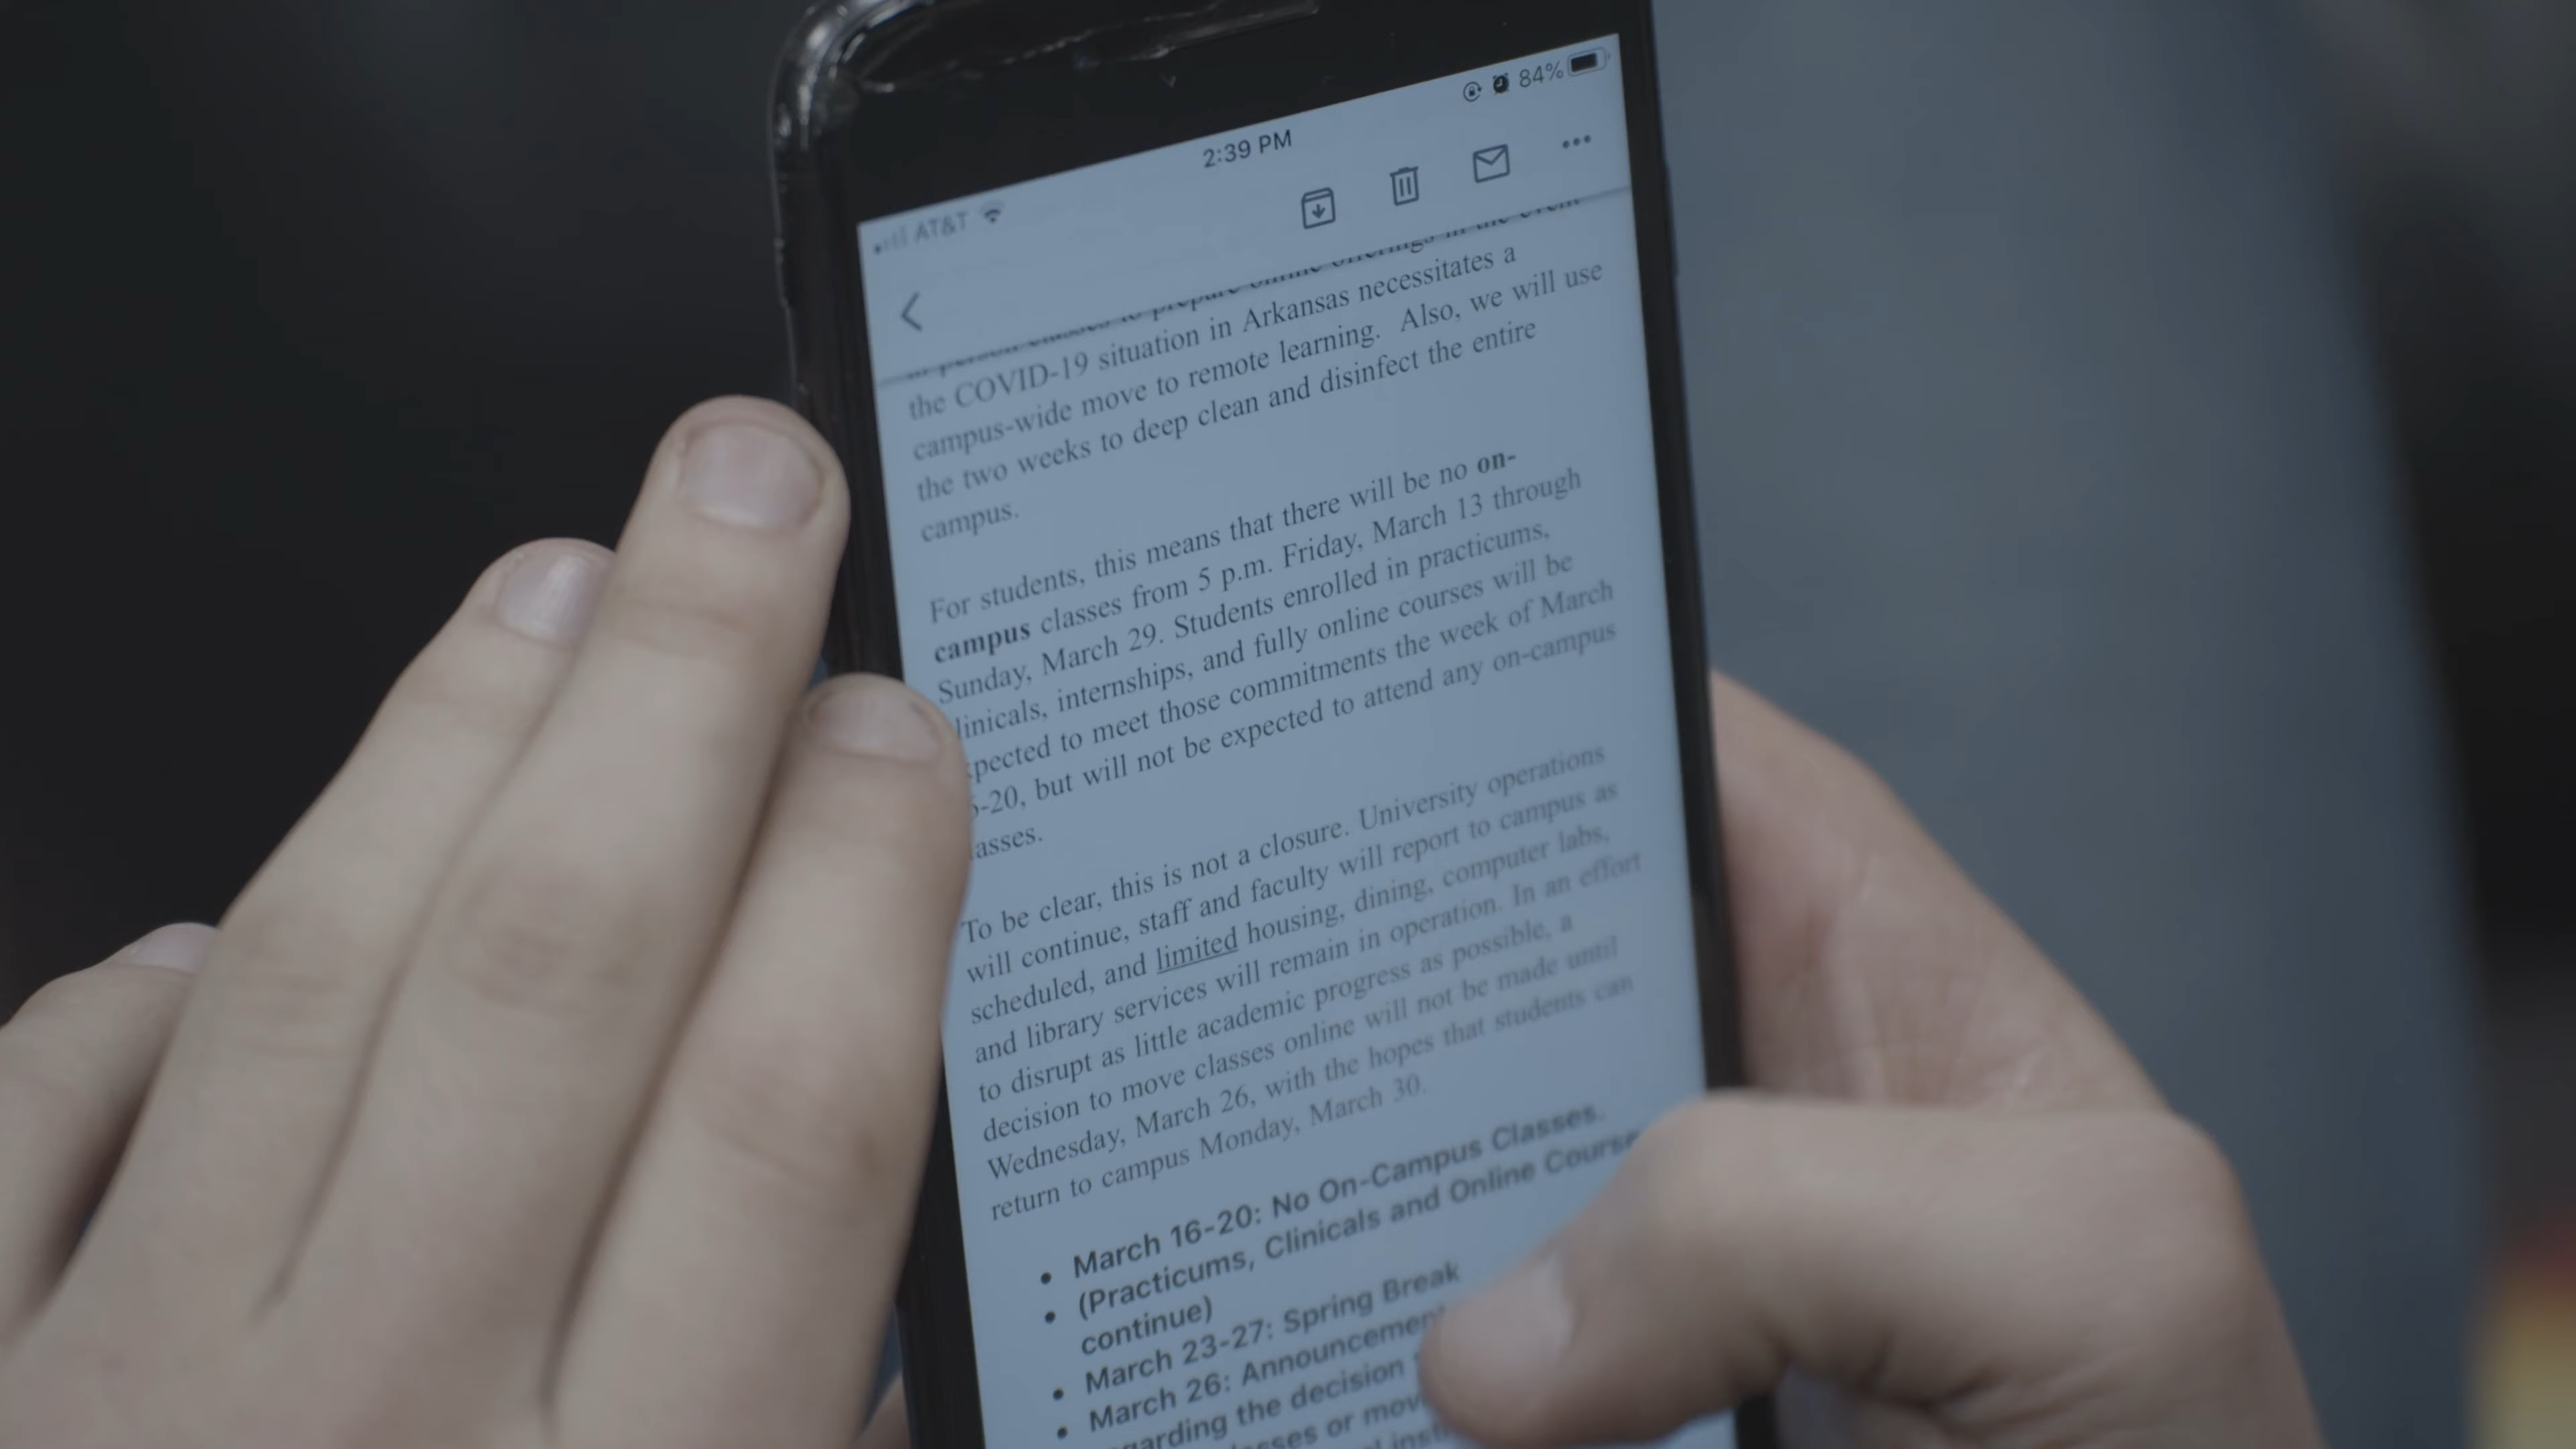 84%
2:39 PM
AT&T
the COVID-19 situation in Arkansas necessitates a
campus-wide move to remote learning. Also, we will use
the two weeks to deep clean and disinfect the entire
campus.
For students, this means that there will be no on-
campus classes from 5 p.m. Friday, March 13 through
Sunday, March 29. Students enrolled in practicums,
linicals, internships, and fully online courses will be
pected to meet those commitments the week of March
-20, but will not be expected to attend any on-campus
asses.
To be clear, this is not a closure. University operations
will continue, staff and faculty will report to campus as
scheduled, and limited housing, dining, computer labs,
and library services will remain in operation. In an effort
to disrupt as little academic progress as possible, a
decision to move classes online will not be made until
Wednesday, March 26, with the hopes that students can
return to campus Monday, March 30.
• March 16-20: No On-Campus Classes.
• (Practicums, Clinicals and Online Course
continue)
• March 23-27: Spring Break
• March 26: Announcement
garding the decision
sses or mov